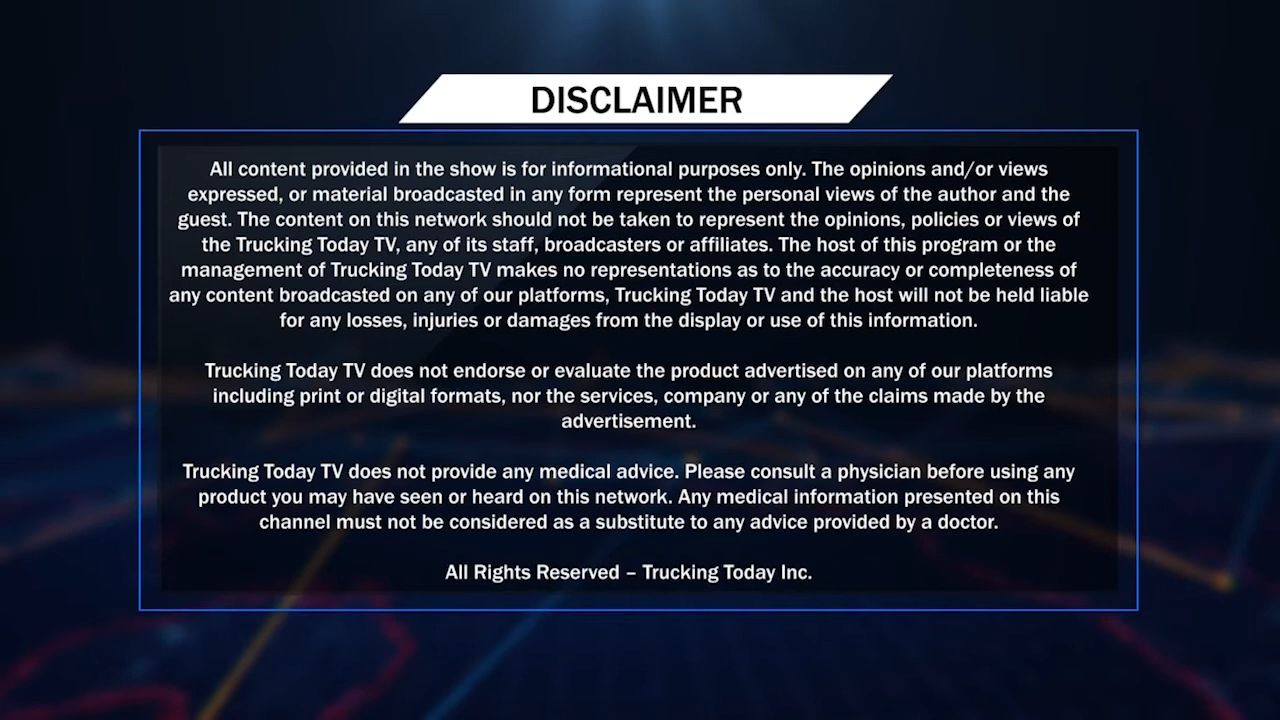 DISCLAIMER
All content provided in the show is for informational purposes only. The opinions and/or views
expressed, or material broadcasted in any form represent the personal views of the author and the
guest. The content on this network should not be taken to represent the opinions, policies or views of
the Trucking Today TV, any of its staff, broadcasters or affiliates. The host of this program or the
management of Trucking Today TV makes no representations as to the accuracy or completeness of
any content broadcasted on any of our platforms, Trucking Today TV and the host will not be held liable
for any losses, injuries or damages from the display or use of this information.
Trucking Today TV does not endorse or evaluate the product advertised on any of our platforms
including print or digital formats, nor the services, company or any of the claims made by the
advertisement.
Trucking Today TV does not provide any medical advice. Please consult a physician before using any
product you may have seen or heard on this network. Any medical information presented on this
channel must not be considered as a substitute to any advice provided by a doctor.
All Rights Reserved – Trucking Today Inc.